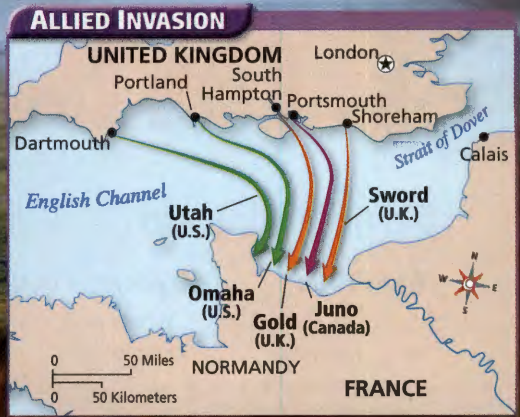 ALLIED INVASION
UNITED KINGDOM
London
Portland
South
Hampton
Portsmouth
Shoreham
Dartmouth
Strait of Dover
Calais
English Channel
Utah
(U.S.)
Sword
(U.K.)
Omaha
(U.S.)
Gold
(U.K.)
Juno
(Canada)
N
W
E
S
0 50 Miles
0 50 Kilometers
NORMANDY
FRANCE